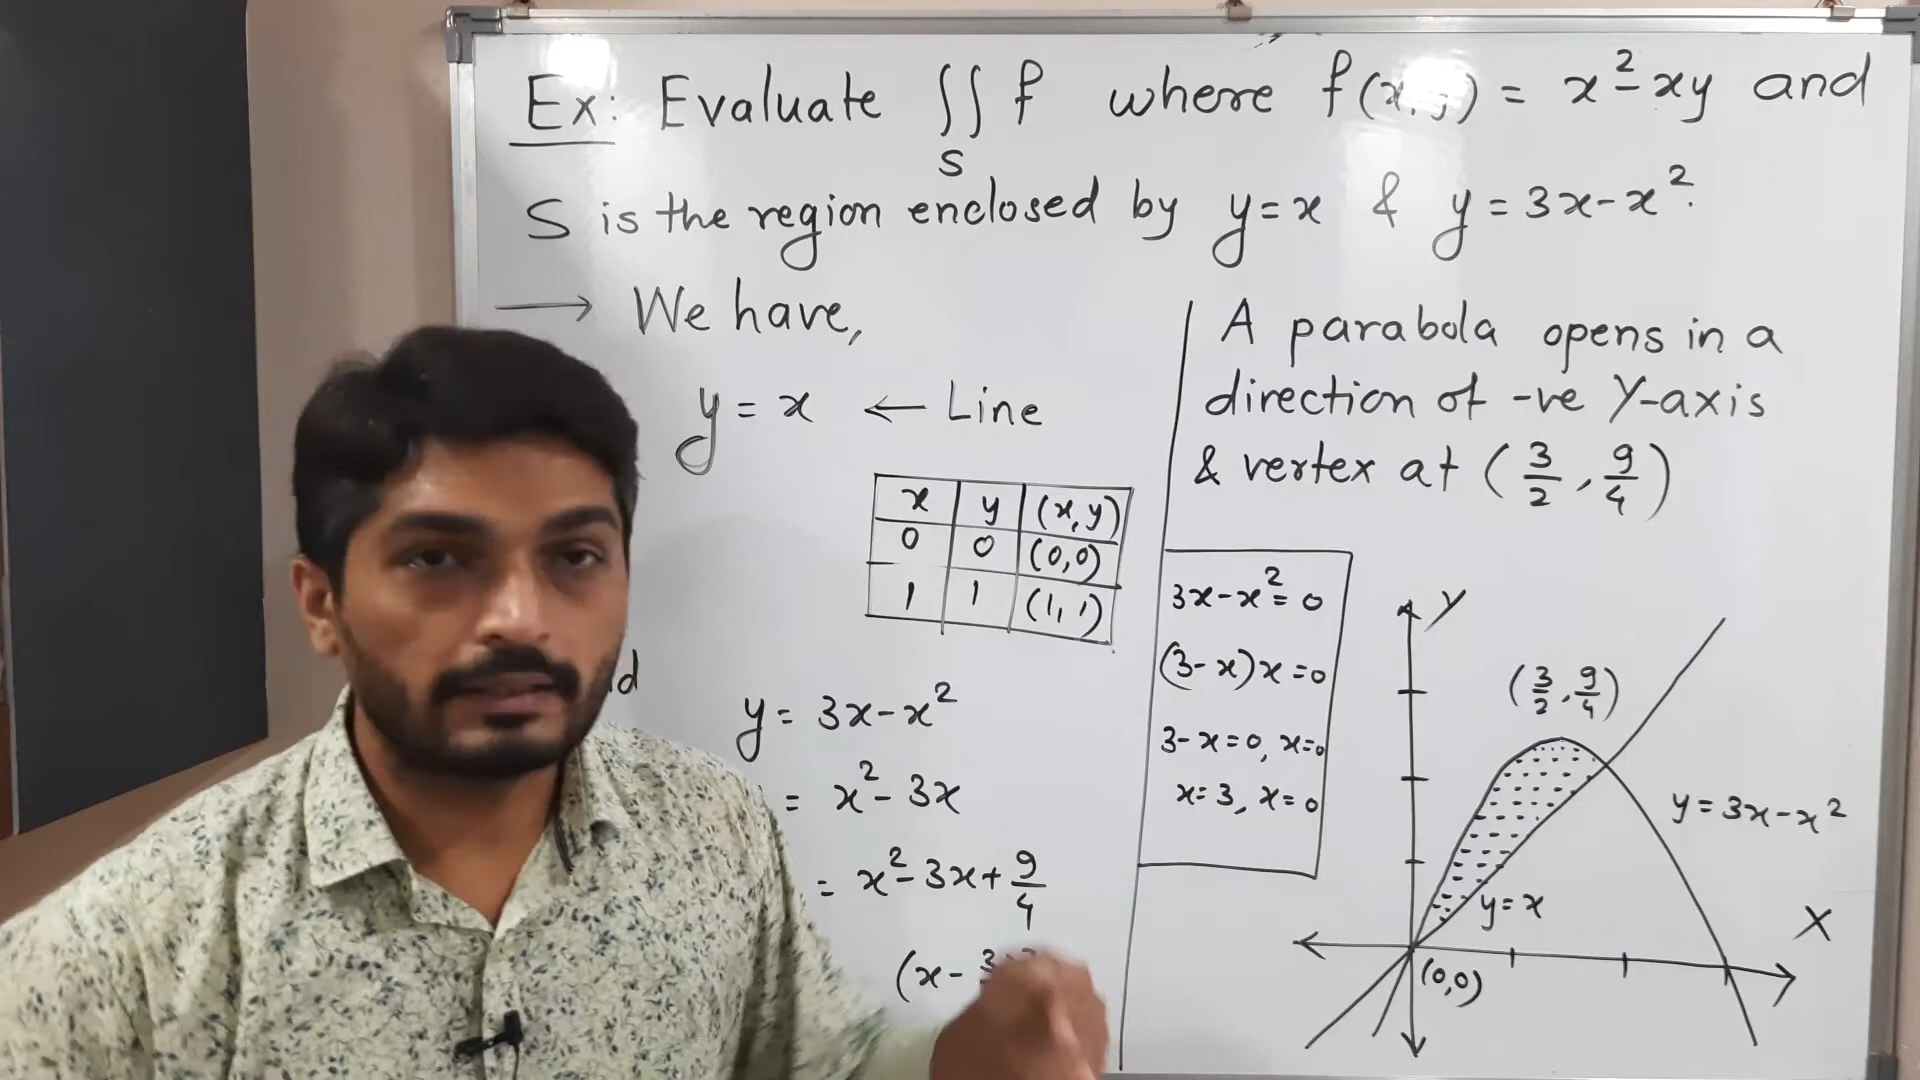 Ex: Evaluate ∬ f where f(x,y) = x² - xy and
S
S is the region enclosed by y=x & y=3x-x².
→ We have,
y = x ← Line
x y (x,y)
0 0 (0,0)
1 1 (1,1)
y = 3x-x²
= x²-3x
= x²-3x+9/4
(x-
A parabola opens in a
direction of -ve Y-axis
& vertex at (3/2, 9/4)
3x-x²=0
(3-x)x=0
3-x=0, x=0
x=3, x=0
Y
(3/2, 9/4)
y=3x-x²
y=x
X
(0,0)